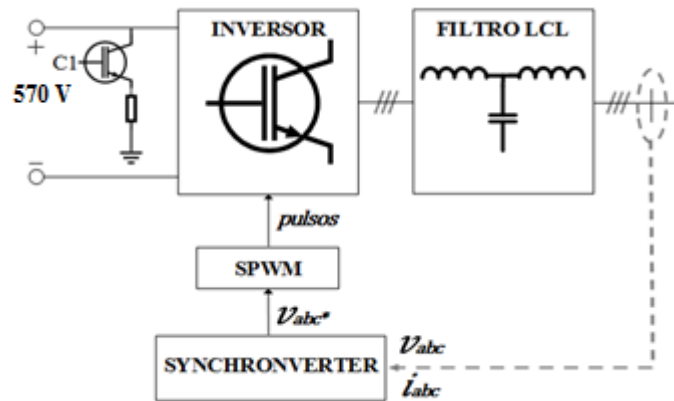 INVERSOR
FILTRO LCL
+
C1
570 V
−
pulsos
SPWM
vabc*
vabc
SYNCHRONVERTER
iabc